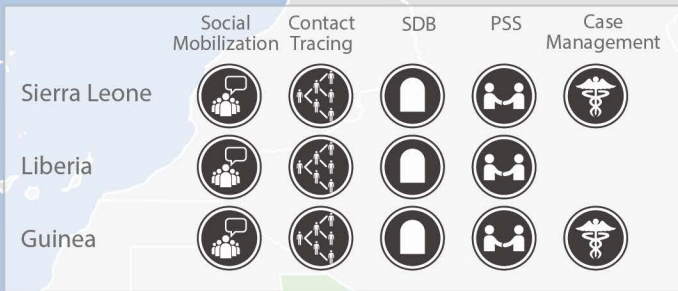 Social Mobilization
Contact Tracing
SDB
PSS
Case Management
Sierra Leone
Liberia
Guinea